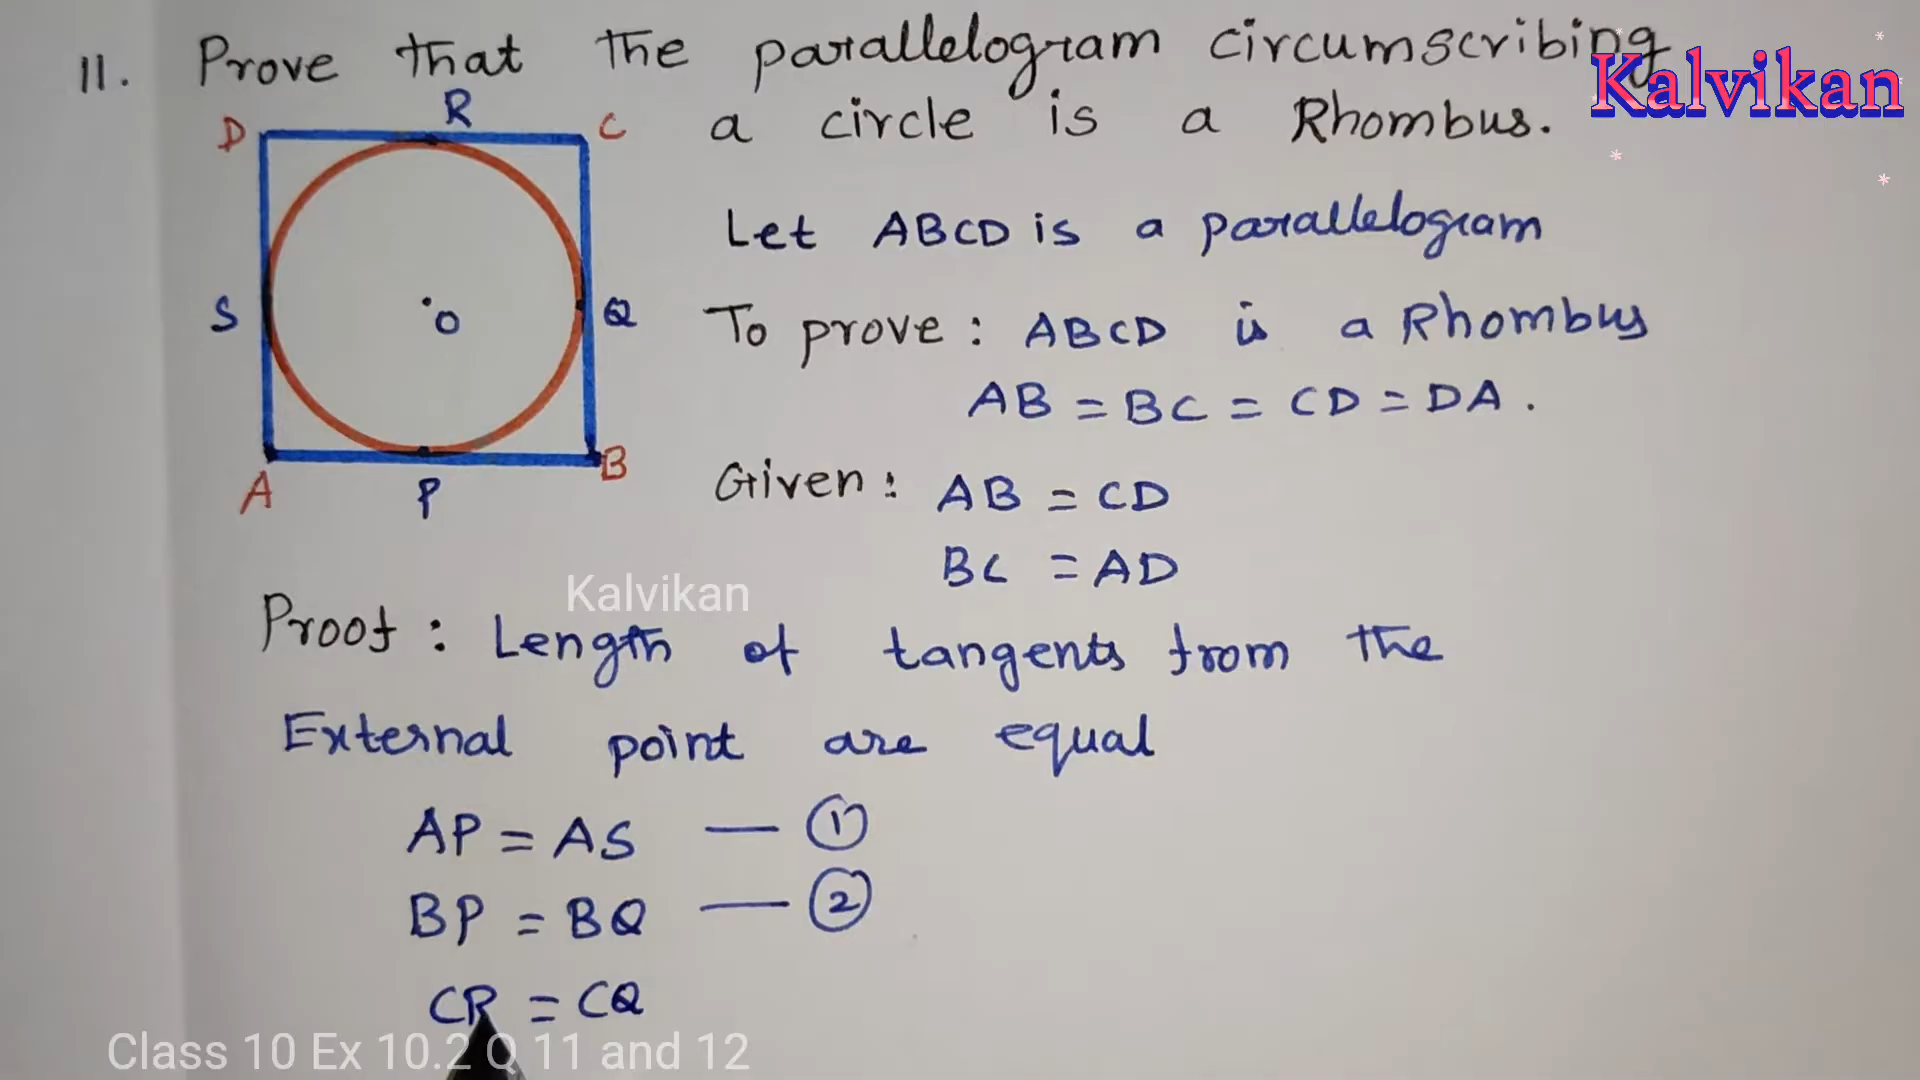 11. Prove that the parallelogram circumscribing
Kalvikan
a circle is a Rhombus.
D R C
S O Q
A P B
Let ABCD is a parallelogram
To prove: ABCD is a Rhombus
AB = BC = CD = DA.
Given: AB = CD
BC = AD
Kalvikan
Proof: Length of tangents from the
External point are equal
AP = AS — ①
BP = BQ — ②
CR = CQ
Class 10 Ex 10.2 Q 11 and 12